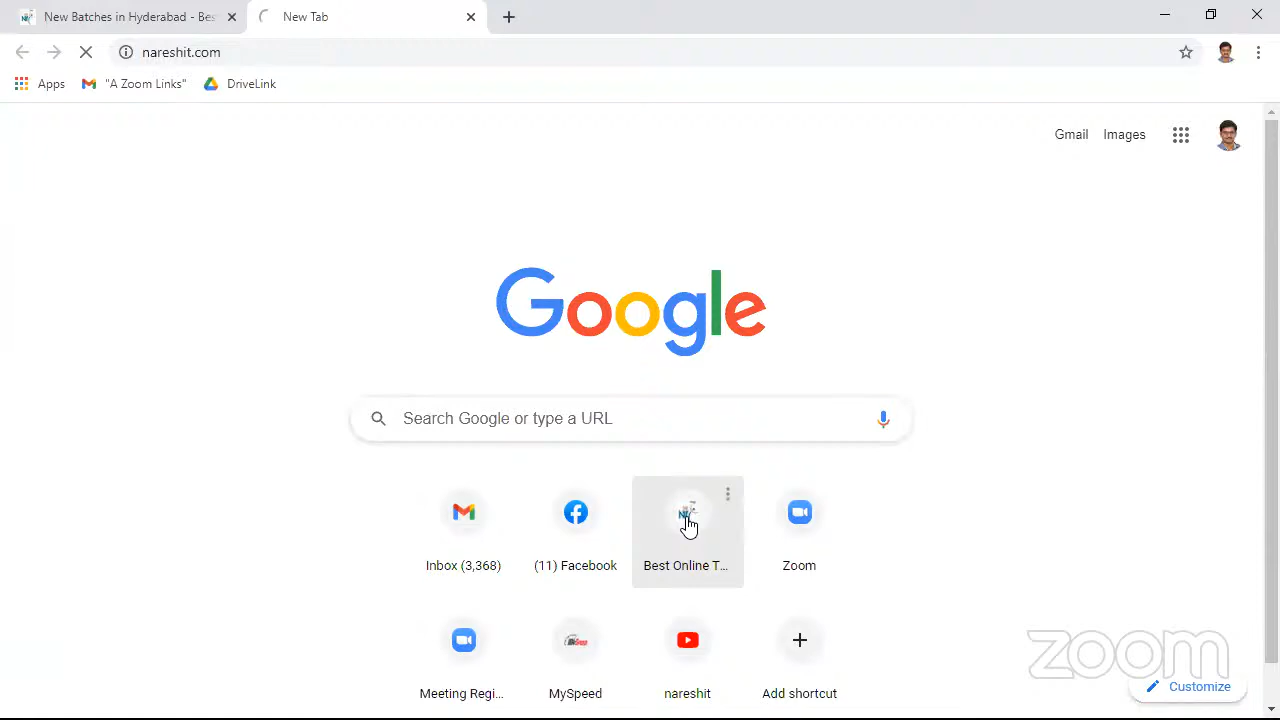 New Batches in Hyderabad - Bes
New Tab
nareshit.com
Apps
"A Zoom Links"
DriveLink
Gmail
Images
Google
Search Google or type a URL
Inbox (3,368)
(11) Facebook
Best Online T...
Zoom
Meeting Regi...
MySpeed
nareshit
Add shortcut
zoom
Customize